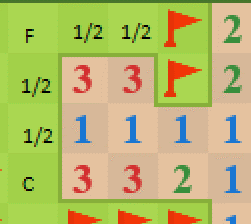 F 1/2 1/2 2
1/2 3 3 2
1/2 1 1 1 1
C 3 3 2 1